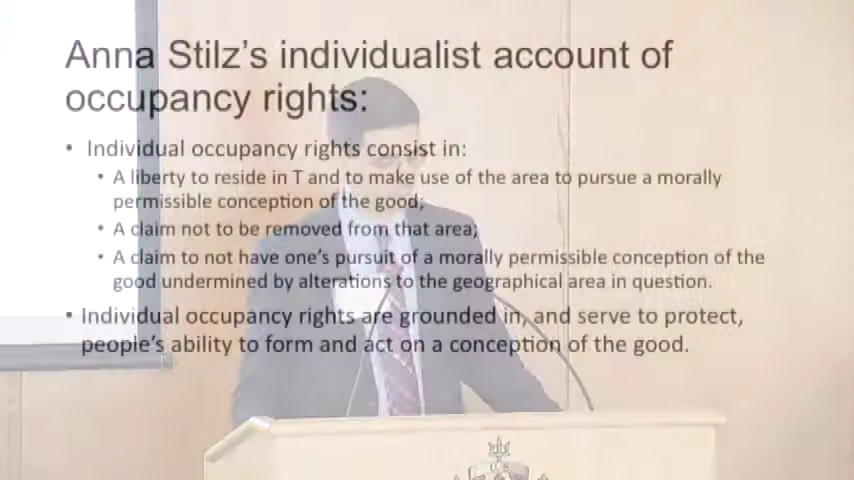 Anna Stilz's individualist account of
occupancy rights:
• Individual occupancy rights consist in:
• A liberty to reside in T and to make use of the area to pursue a morally
permissible conception of the good;
• A claim not to be removed from that area;
• A claim to not have one's pursuit of a morally permissible conception of the
good undermined by alterations to the geographical area in question.
• Individual occupancy rights are grounded in, and serve to protect,
people's ability to form and act on a conception of the good.